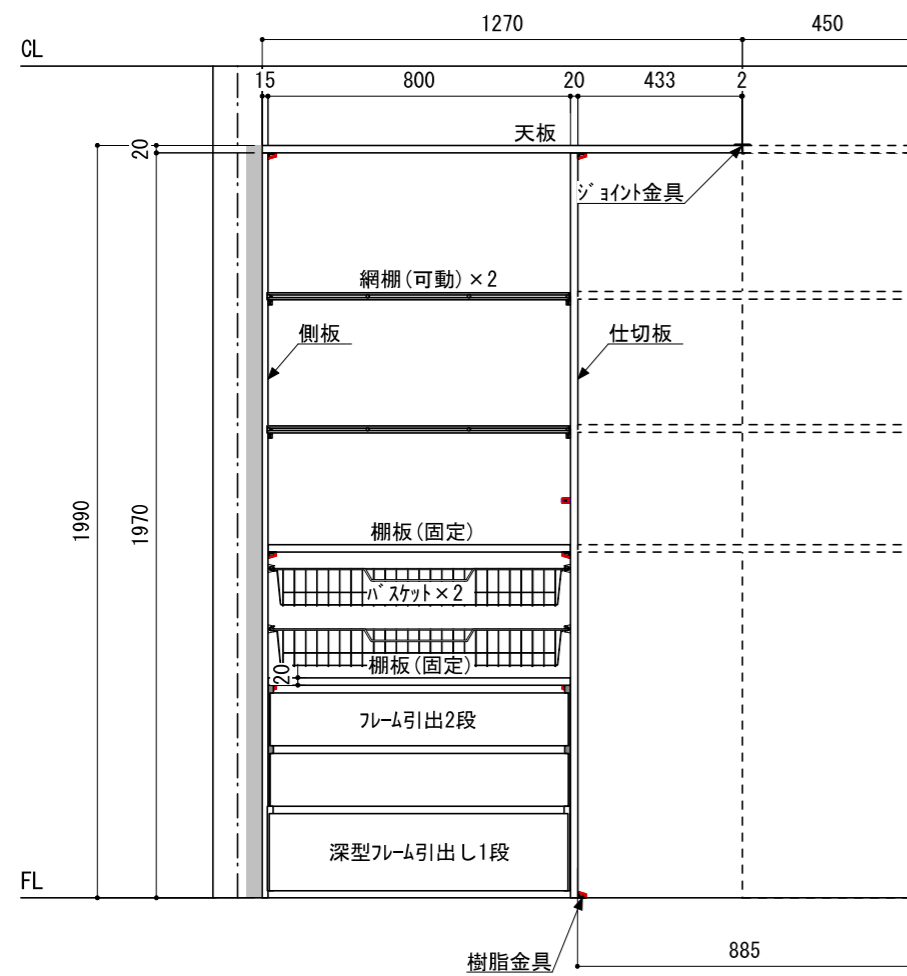 1270
450
CL
15
800
20
433
2
天板
20
ジョイント金具
網棚(可動)×2
側板
仕切板
1990
1970
棚板(固定)
バスケット×2
棚板(固定)
20
フレーム引出2段
深型フレーム引出し1段
FL
樹脂金具
885